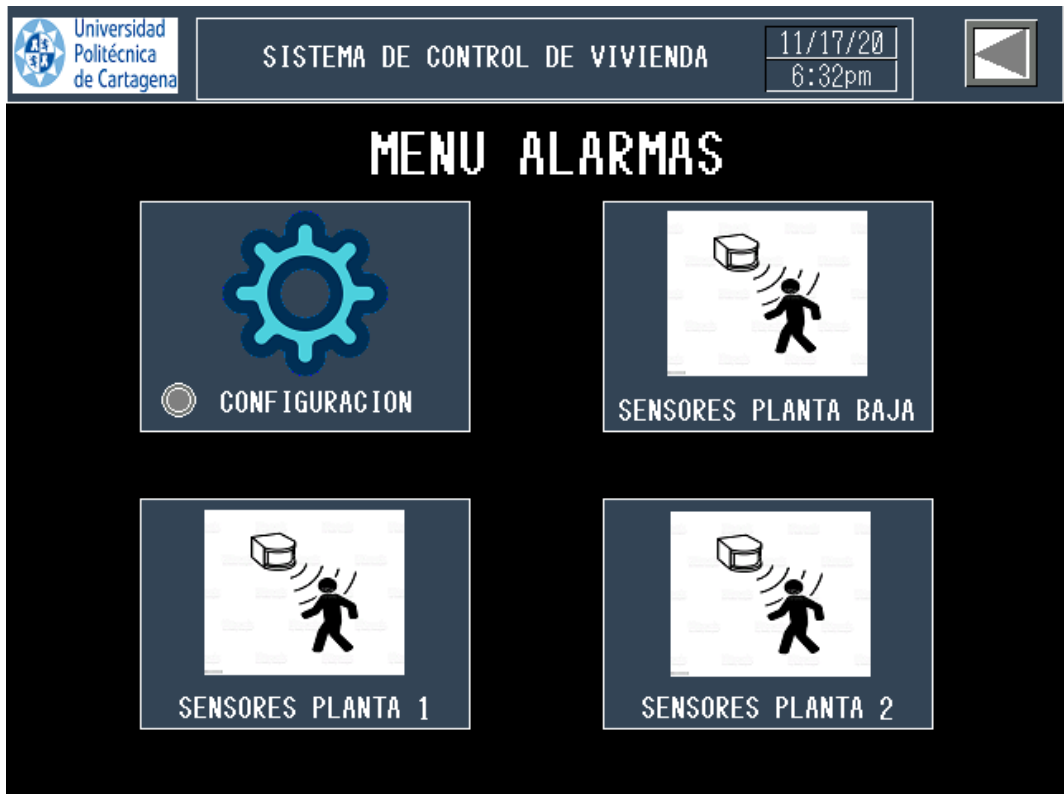 Universidad
Politécnica
de Cartagena
SISTEMA DE CONTROL DE VIVIENDA
11/17/20
6:32pm
MENU ALARMAS
CONFIGURACION
SENSORES PLANTA BAJA
SENSORES PLANTA 1
SENSORES PLANTA 2